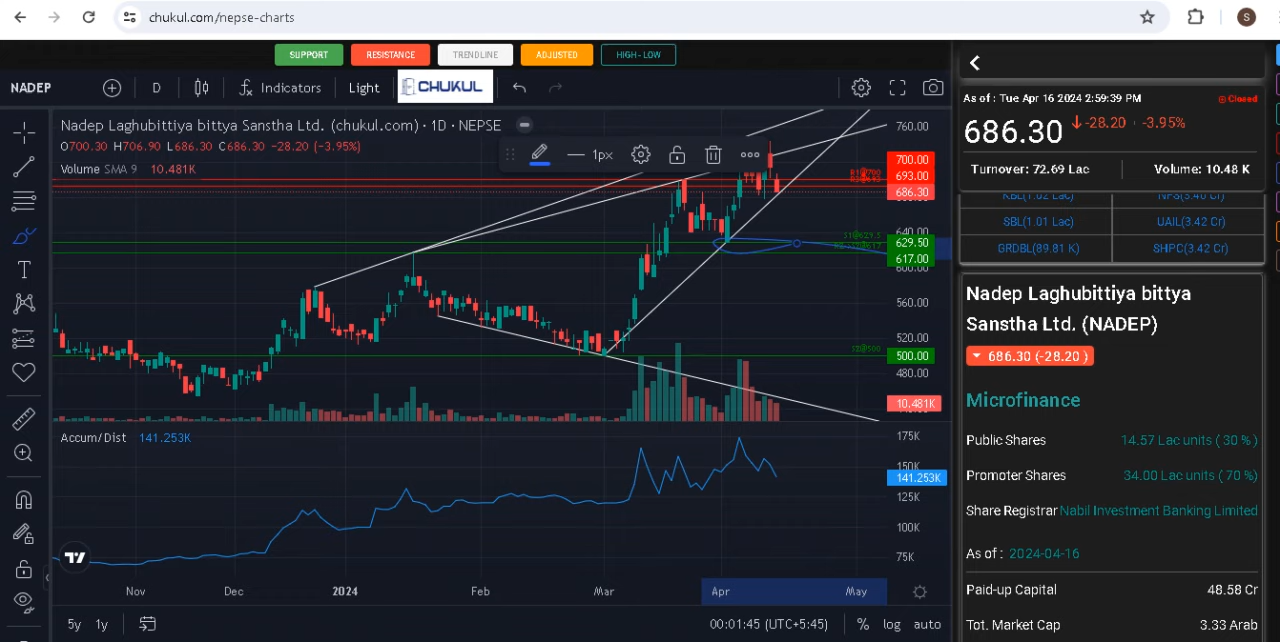 chukul.com/nepse-charts
S
SUPPORT RESISTANCE TRENDLINE ADJUSTED HIGH-LOW
NADEP D Indicators Light CHUKUL
Nadep Laghubittiya bittya Sanstha Ltd. (chukul.com) · 1D · NEPSE
O700.30 H706.90 L686.30 C686.30 -28.20 (-3.95%)
Volume SMA 9 10.481K
1px
760.00
700.00
693.00
686.30
640.00
629.50
617.00
600.00
560.00
520.00
500.00
480.00
10.481K
Accum/Dist 141.253K
175K
150K
141.253K
125K
100K
75K
Nov Dec 2024 Feb Mar Apr May
5y 1y 00:01:45 (UTC+5:45) % log auto
As of : Tue Apr 16 2024 2:59:39 PM Closed
686.30 -28.20 · -3.95%
Turnover: 72.69 Lac Volume: 10.48 K
KBL(1.02 Lac)
SBL(1.01 Lac) UAIL(3.42 Cr)
GRDBL(89.81 K) SHPC(3.42 Cr)
Nadep Laghubittiya bittya
Sanstha Ltd. (NADEP)
686.30 (-28.20 )
Microfinance
Public Shares 14.57 Lac units ( 30 % )
Promoter Shares 34.00 Lac units ( 70 % )
Share Registrar Nabil Investment Banking Limited
As of : 2024-04-16
Paid-up Capital 48.58 Cr
Tot. Market Cap 3.33 Arab